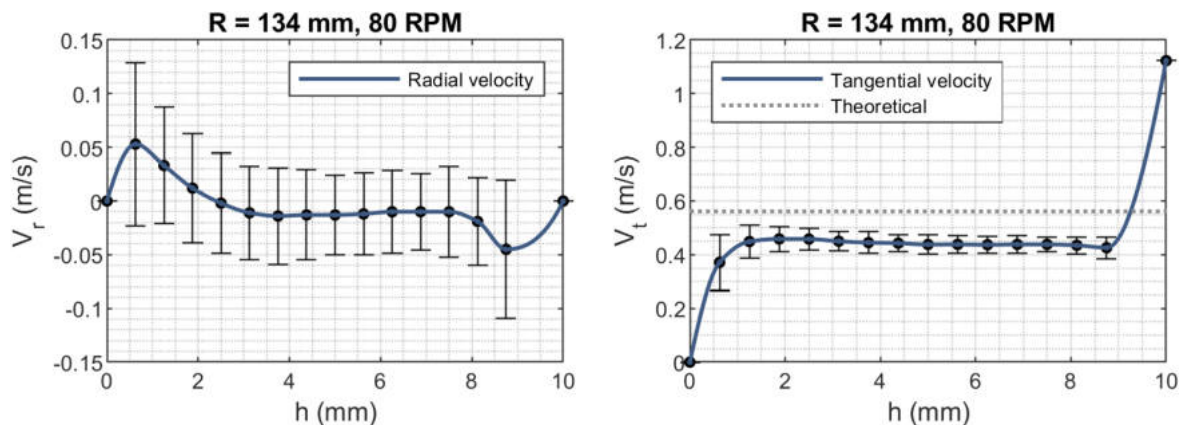 R = 134 mm, 80 RPM
0.15
0.1
0.05
0
-0.05
-0.1
-0.15
V_r (m/s)
Radial velocity
0 2 4 6 8 10
h (mm)
R = 134 mm, 80 RPM
1.2
1
0.8
0.6
0.4
0.2
0
V_t (m/s)
Tangential velocity
Theoretical
0 2 4 6 8 10
h (mm)